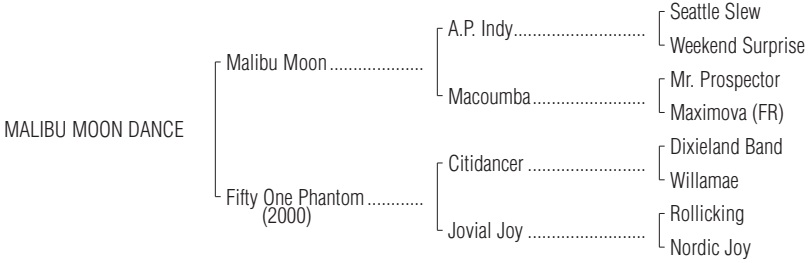 Seattle Slew
A.P. Indy..............................
Weekend Surprise
Malibu Moon .....................
Mr. Prospector
Macoumba..........................
Maximova (FR)
MALIBU MOON DANCE
Dixieland Band
Citidancer ...........................
Willamae
Fifty One Phantom ............
(2000)
Rollicking
Jovial Joy ...........................
Nordic Joy